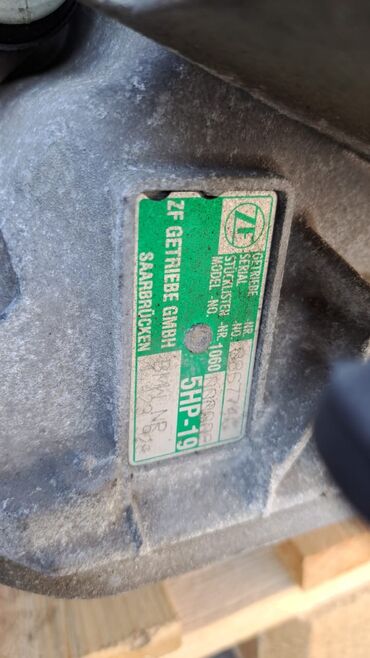 ZF
GETRIEBE NR.
SERIAL NO.
STÜCKLISTEN -NR. 1060
MODEL -NO.
ZF GETRIEBE GMBH 5HP-19
SAARBRÜCKEN